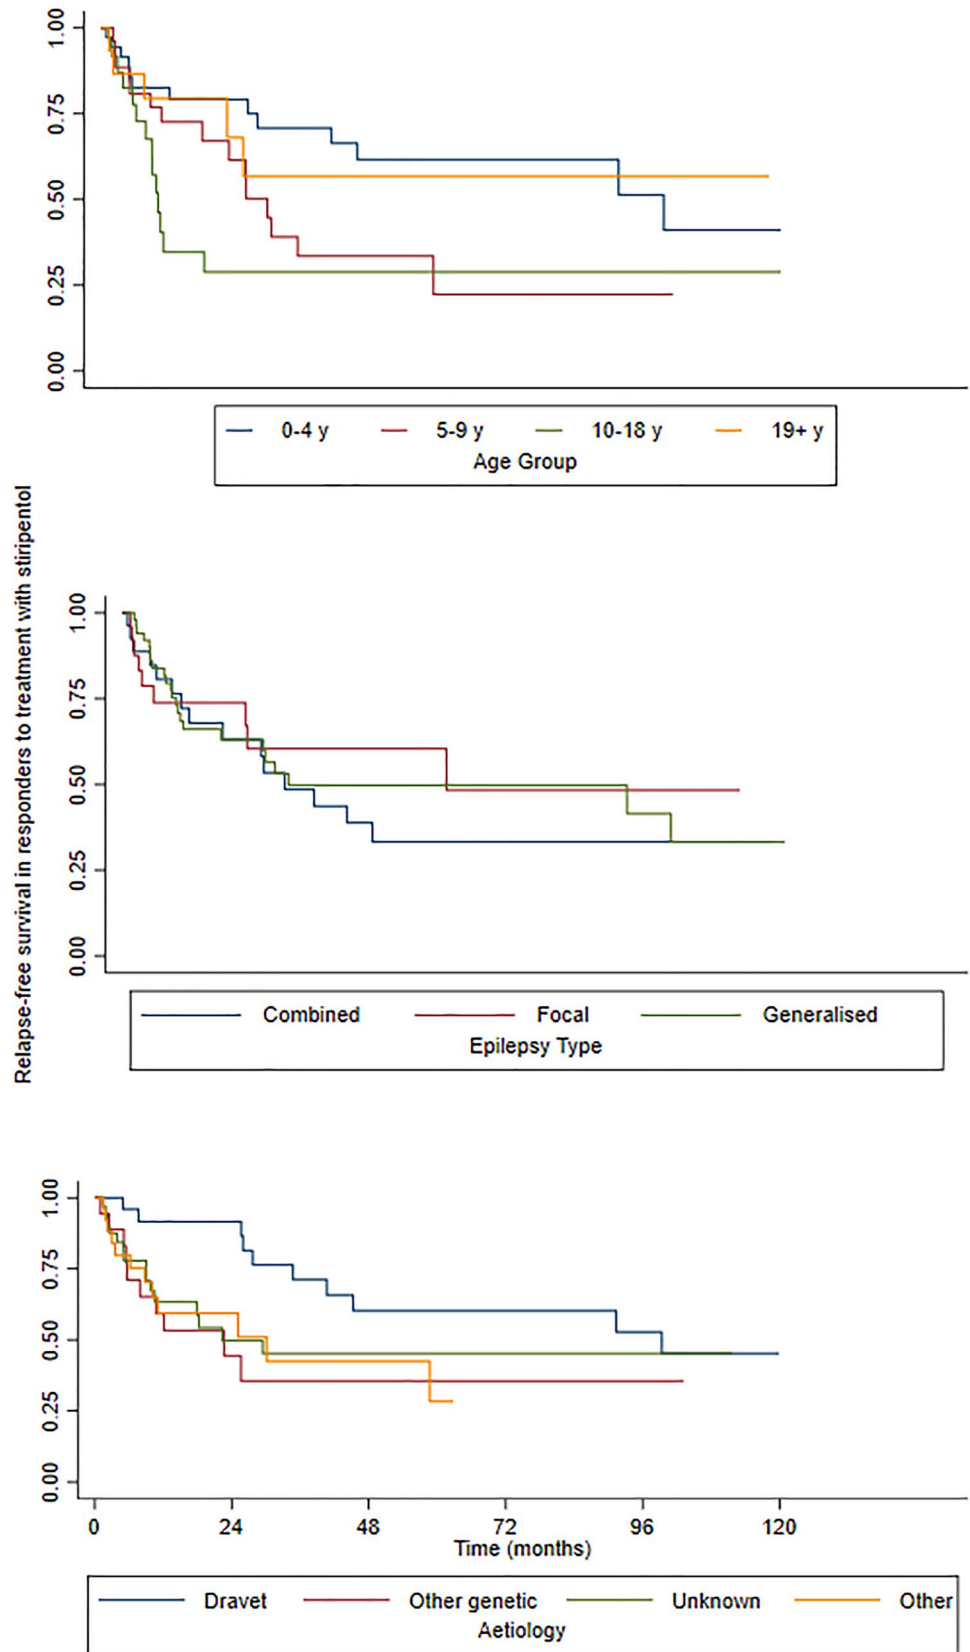 1.00
0.75
0.50
0.25
0.00
0-4 y 5-9 y 10-18 y 19+ y
Age Group
Relapse-free survival in responders to treatment with stiripentol
1.00
0.75
0.50
0.25
0.00
Combined Focal Generalised
Epilepsy Type
1.00
0.75
0.50
0.25
0.00
0 24 48 72 96 120
Time (months)
Dravet Other genetic Unknown Other
Aetiology